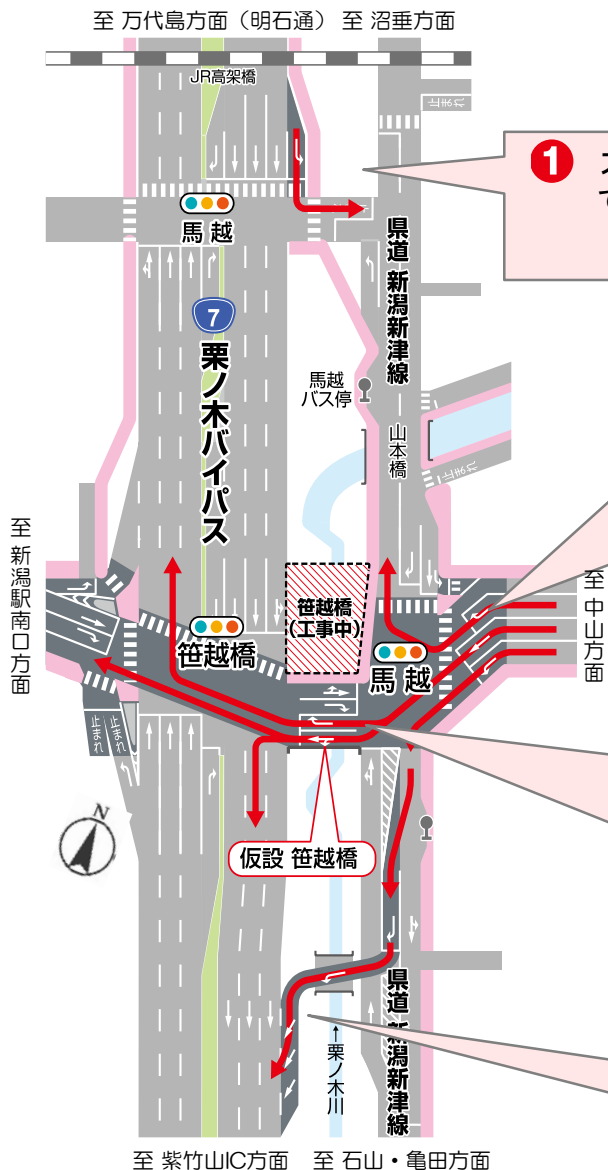 至 万代島方面（明石通） 至 沼垂方面
JR高架橋
止まれ
1
馬 越
県道 新潟新津線
7
栗ノ木バイパス
馬越
バス停
山本橋
止まれ
至 新潟駅南口方面
笹越橋
(工事中)
笹越橋
馬 越
至 中山方面
止まれ
止まれ
N
仮設 笹越橋
県道 新潟新津線
←栗ノ木川
至 紫竹山IC方面 至 石山・亀田方面